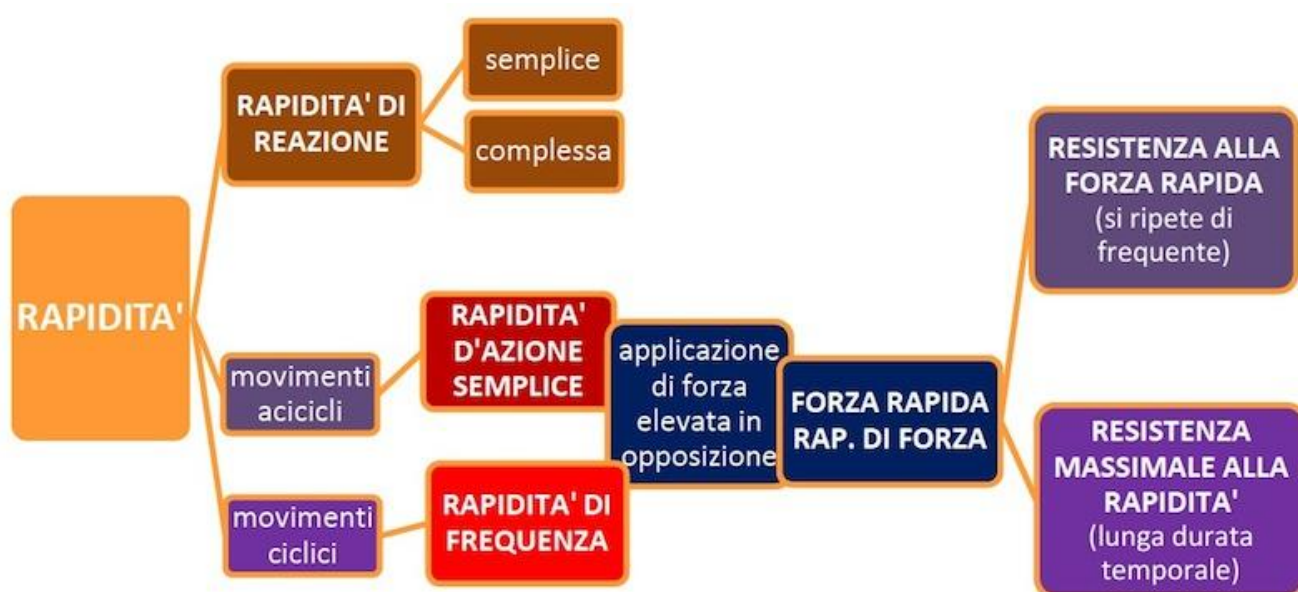 RAPIDITA'
RAPIDITA' DI
REAZIONE
semplice
complessa
movimenti
acicicli
RAPIDITA'
D'AZIONE
SEMPLICE
movimenti
ciclici
RAPIDITA' DI
FREQUENZA
applicazione
di forza
elevata in
opposizione
FORZA RAPIDA
RAP. DI FORZA
RESISTENZA ALLA
FORZA RAPIDA
(si ripete di
frequente)
RESISTENZA
MASSIMALE ALLA
RAPIDITA'
(lunga durata
temporale)